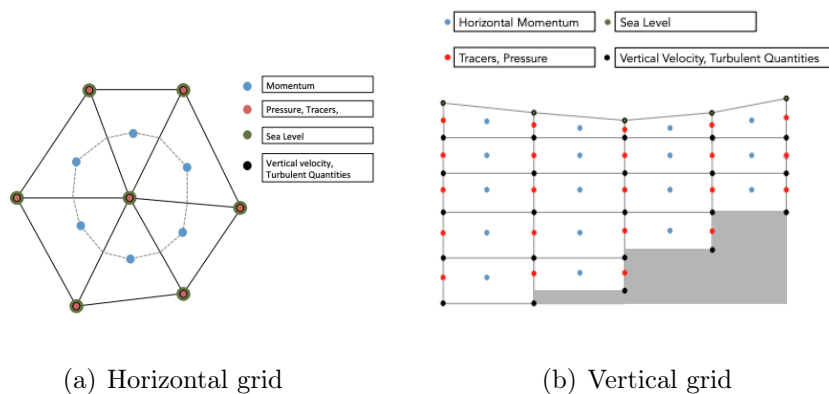 Momentum
Pressure, Tracers,
Sea Level
Vertical velocity,
Turbulent Quantities
Horizontal Momentum
Sea Level
Tracers, Pressure
Vertical Velocity, Turbulent Quantities
(a) Horizontal grid
(b) Vertical grid